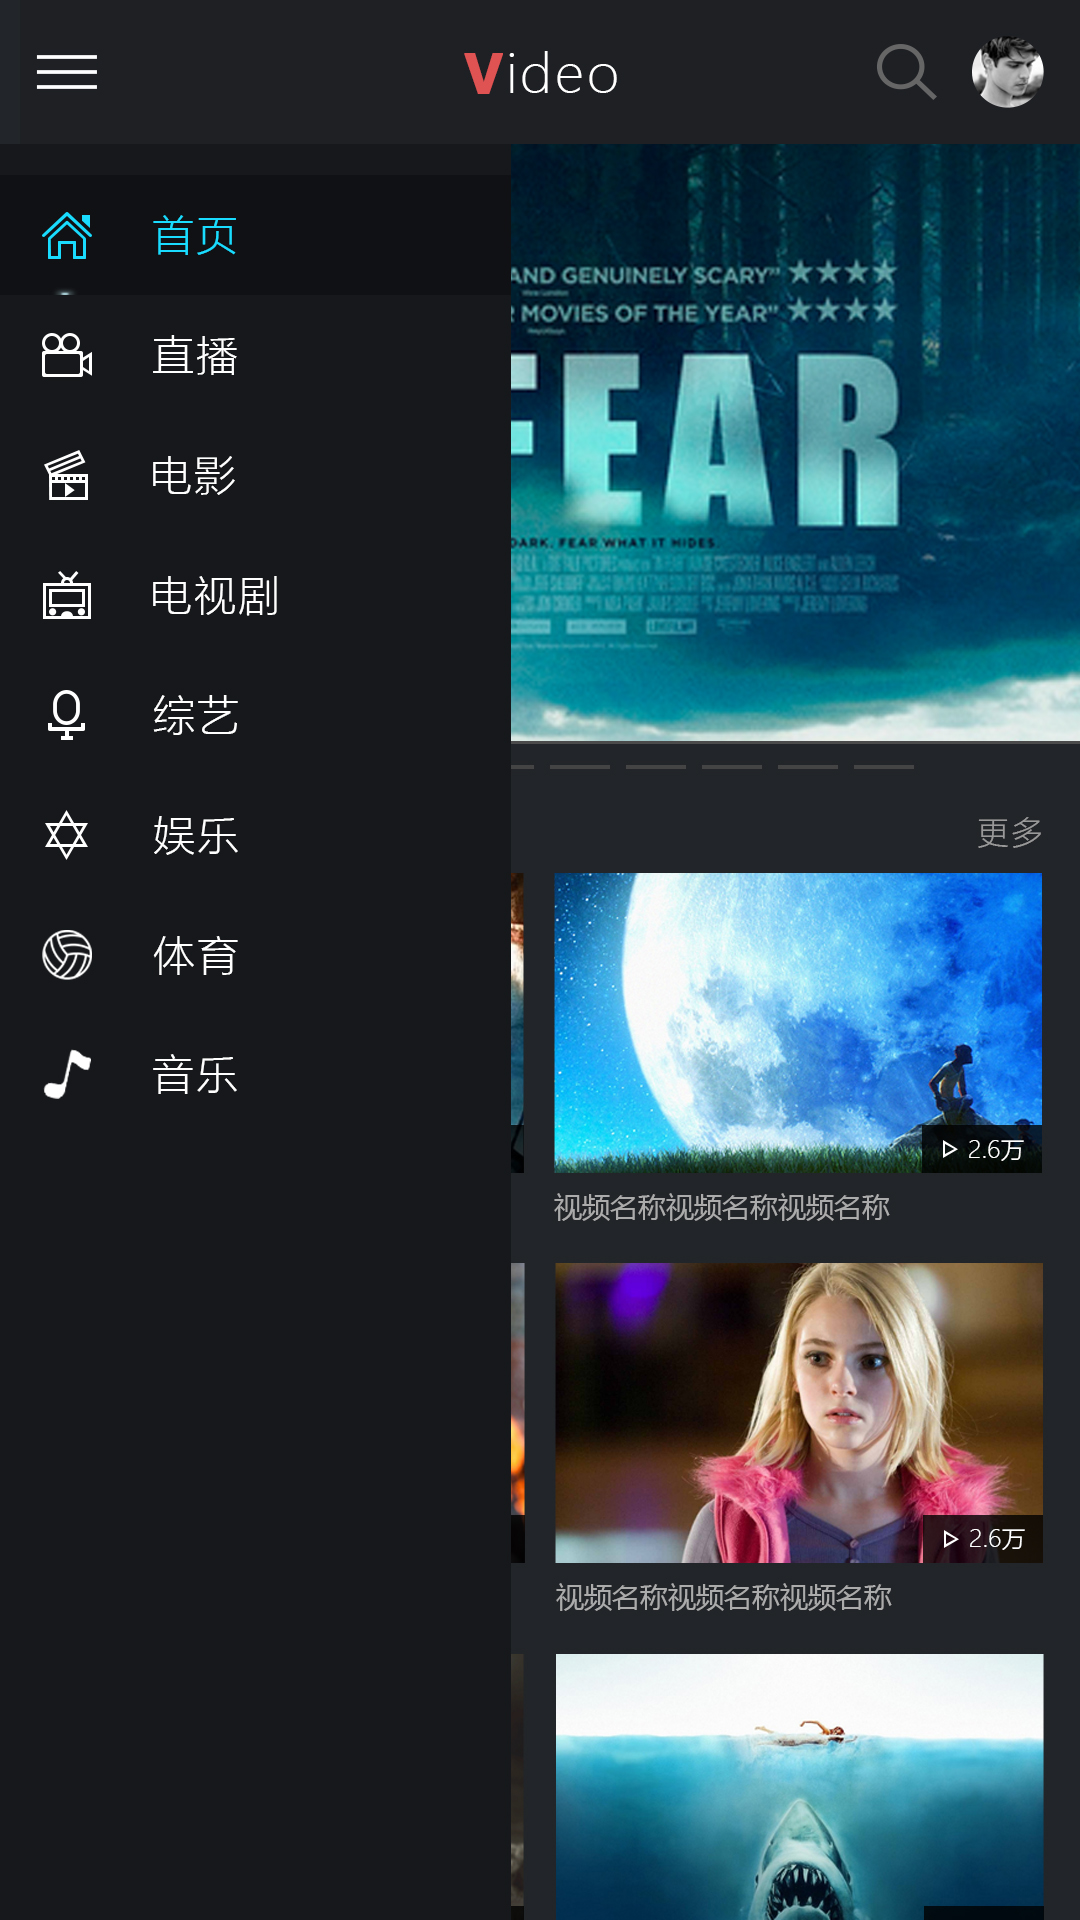 Video
首页
直播
电影
电视剧
综艺
娱乐
体育
音乐
AND GENUINELY SCARY" ★★★★
MOVIES OF THE YEAR" ★★★★
FEAR
DARK. FEAR WHAT IT HIDES.
更多
2.6万
视频名称视频名称视频名称
2.6万
视频名称视频名称视频名称